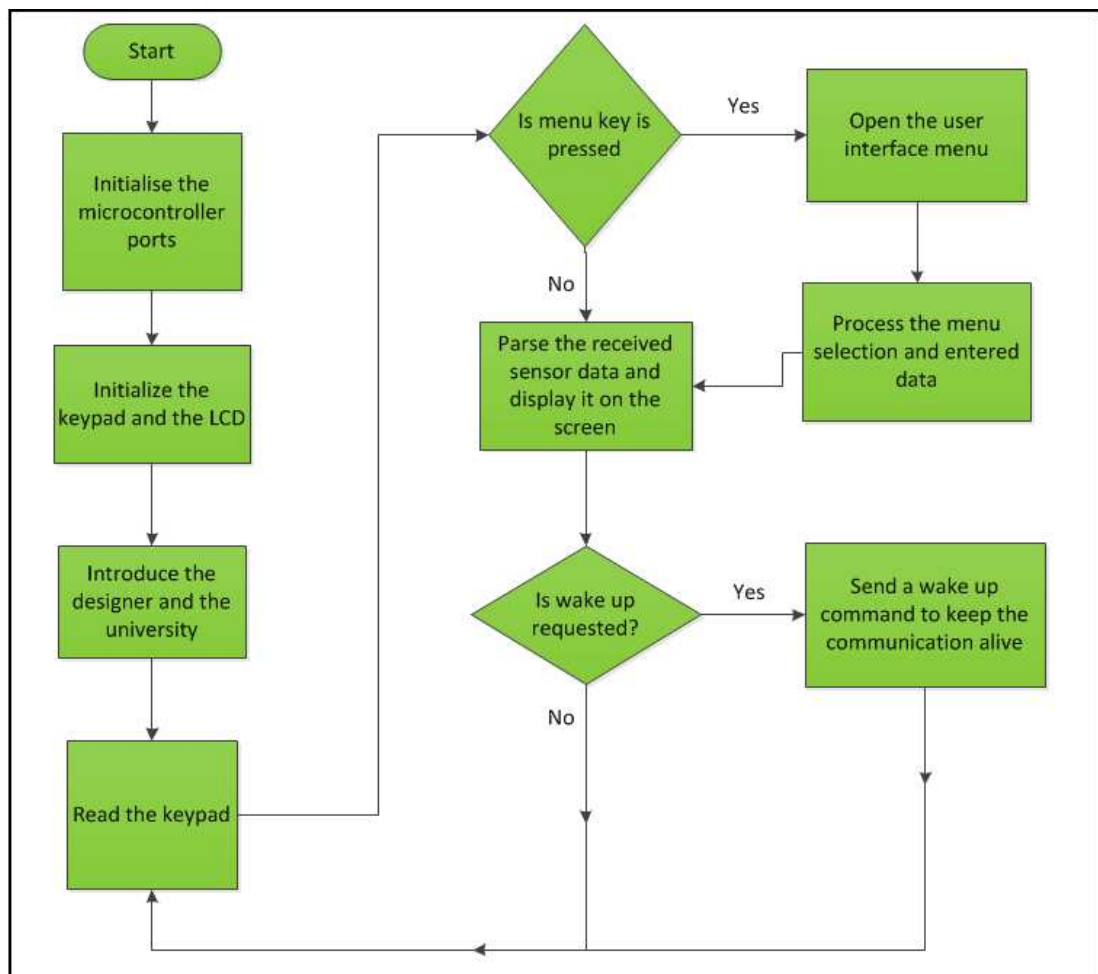 Start
Initialise the
microcontroller
ports
Initialize the
keypad and the LCD
Introduce the
designer and the
university
Read the keypad
Is menu key is
pressed
Yes
Open the user
interface menu
No
Process the menu
selection and entered
data
Parse the received
sensor data and
display it on the
screen
Is wake up
requested?
Yes
Send a wake up
command to keep the
communication alive
No